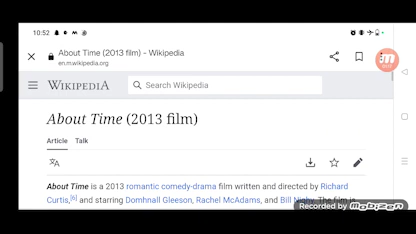 10:52
About Time (2013 film) - Wikipedia
en.m.wikipedia.org
WIKIPEDIA
Search Wikipedia
About Time (2013 film)
Article Talk
About Time is a 2013 romantic comedy-drama film written and directed by Richard
Curtis,[6] and starring Domhnall Gleeson, Rachel McAdams, and Bill Nighy. The film is
Recorded by MOBIZEN